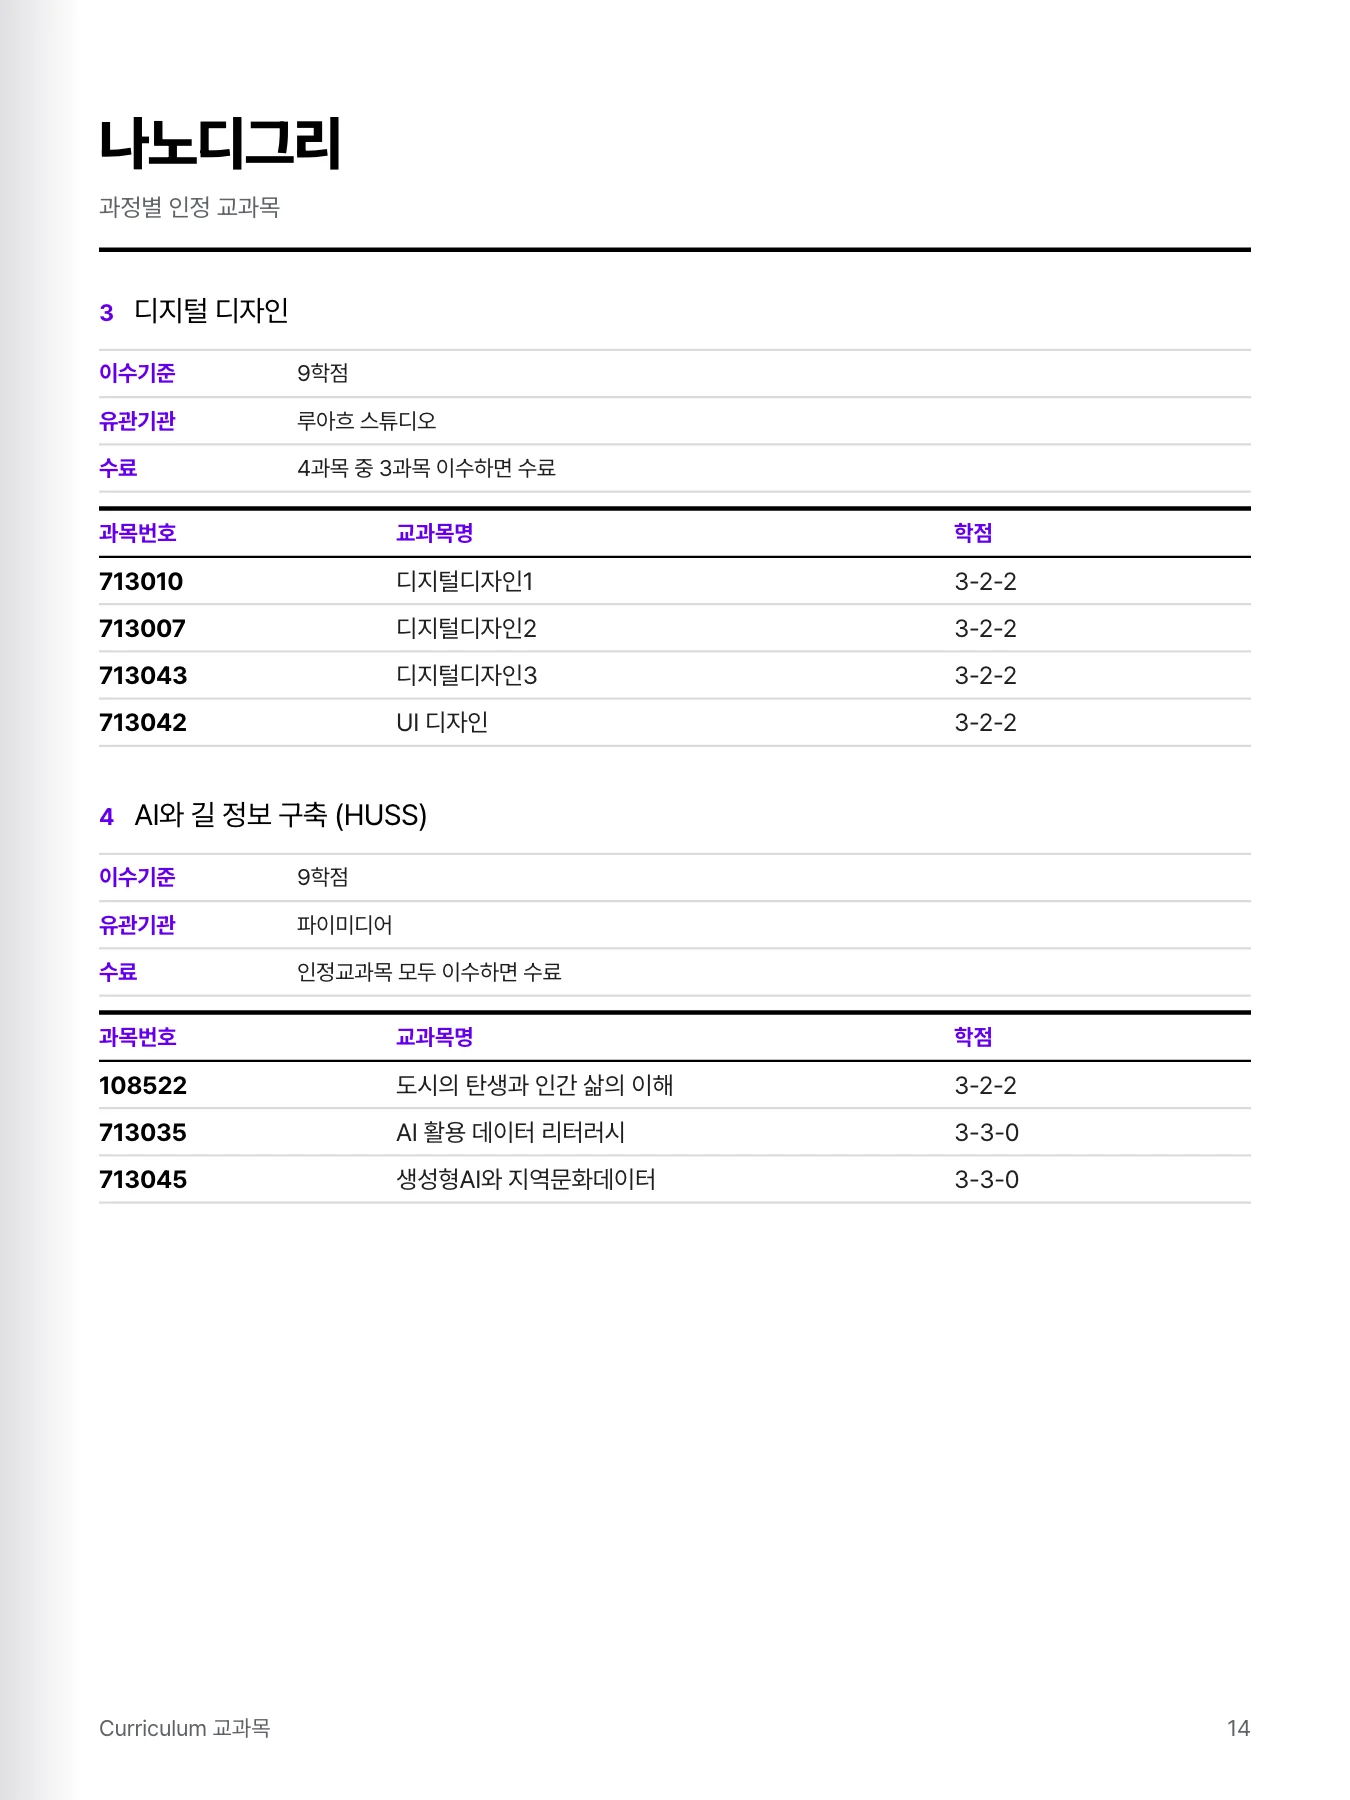 나노디그리
과정별 인정 교과목
3 디지털 디자인
이수기준 9학점
유관기관 루아흐 스튜디오
수료 4과목 중 3과목 이수하면 수료
과목번호 교과목명 학점
713010 디지털디자인1 3-2-2
713007 디지털디자인2 3-2-2
713043 디지털디자인3 3-2-2
713042 UI 디자인 3-2-2
4 AI와 길 정보 구축 (HUSS)
이수기준 9학점
유관기관 파이미디어
수료 인정교과목 모두 이수하면 수료
과목번호 교과목명 학점
108522 도시의 탄생과 인간 삶의 이해 3-2-2
713035 AI 활용 데이터 리터러시 3-3-0
713045 생성형AI와 지역문화데이터 3-3-0
Curriculum 교과목 14